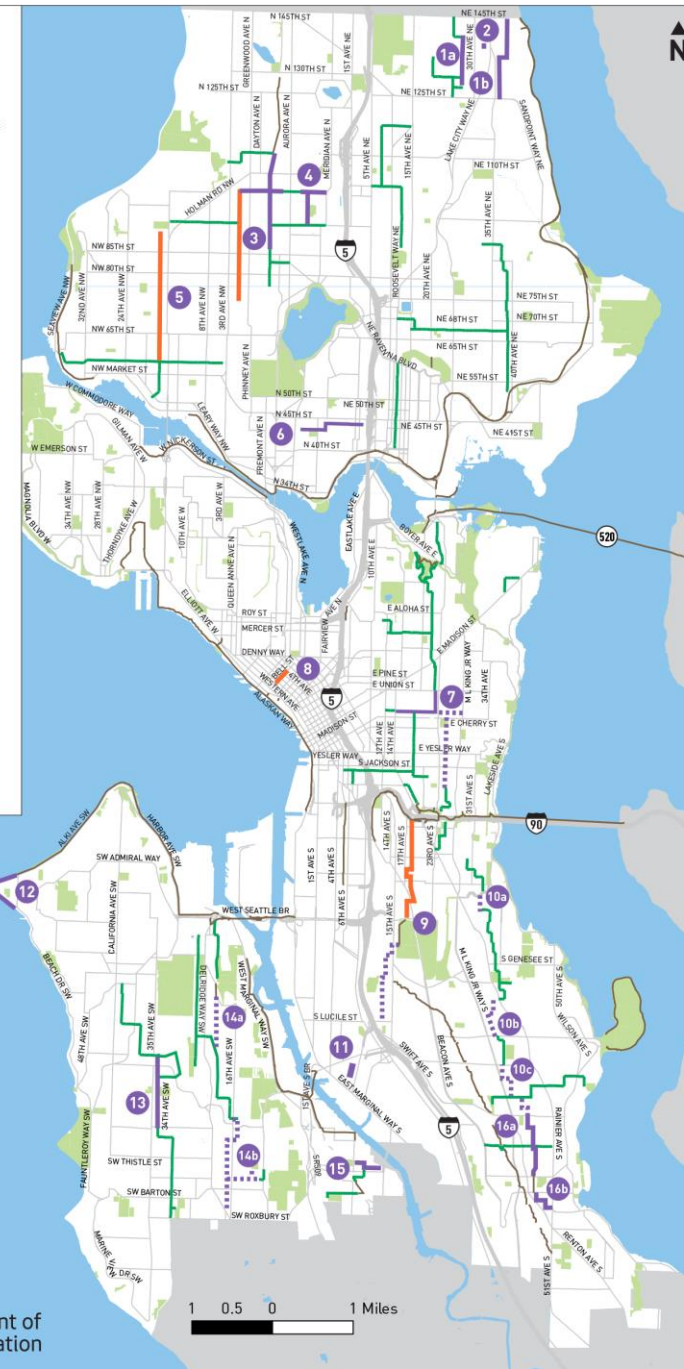 NE 145TH ST
N 145TH ST
2
1a
30TH AVE NE
1b
N
GREENWOOD AVE N
1ST AVE NE
N 130TH ST
N 125TH ST
NE 125TH ST
DAYTON AVE N
AURORA AVE N
MERIDIAN AVE N
5TH AVE NE
15TH AVE NE
LAKE CITY WAY NE
SANDPOINT WAY NE
NE 110TH ST
4
HOLMAN RD NW
35TH AVE NE
3
5
NW 85TH ST
NW 80TH ST
ROOSEVELT WAY NE
20TH AVE NE
SEAVIEW AVE NW
32ND AVE NW
24TH AVE NW
5
8TH AVE NW
3RD AVE NW
NE 75TH ST
NE 70TH ST
NE 68TH ST
NW 65TH ST
NE RAVENNA BLVD
NE 65TH ST
40TH AVE NE
NW MARKET ST
PHINNEY AVE N
NE 55TH ST
W COMMODORE WAY
N 50TH ST
NE 50TH ST
LEARY WAY NW
FREMONT AVE N
N 45TH ST
6
N 40TH ST
NE 45TH ST
NE 41ST
GILMAN AVE W
W NICKERSON ST
W EMERSON ST
N 34TH ST
MAGNOLIA BLVD W
34TH AVE NW
28TH AVE NW
THORNDYKE AVE W
10TH AVE W
3RD AVE W
QUEEN ANNE AVE N
WESTLAKE AVE N
EASTLAKE AVE E
10TH AVE E
BOYER AVE E
520
FAIRVIEW AVE N
ELLIOTT AVE W
ROY ST
MERCER ST
E ALOHA ST
E MADISON ST
DENNY WAY
8
BELL ST
4TH AVE
WESTERN AVE
ALASKAN WAY
E PINE ST
E UNION ST
M L KING JR WAY
34TH AVE
5
7
MADISON ST
E CHERRY ST
12TH AVE
14TH AVE
E YESLER WAY
YESLER WAY
S JACKSON ST
31ST AVE S
LAKESIDE AVE S
ALKI AVE SW
HARBOR AVE SW
14TH AVE S
17TH AVE S
23RD AVE S
90
SW ADMIRAL WAY
1ST AVE S
4TH AVE S
6TH AVE S
12
CALIFORNIA AVE SW
WEST SEATTLE BR
15TH AVE S
9
10a
BEACH DR SW
S GENESEE ST
DELRIDGE WAY SW
WEST MARGINAL WAY SW
M L KING JR WAY S
50TH AVE S
WILSON AVE S
48TH AVE SW
35TH AVE SW
14a
16TH AVE SW
S LUCILE ST
10b
1ST AVE S BR
11
SWIFT AVE S
BEACON AVE S
10c
EAST MARGINAL WAY S
13
34TH AVE SW
5
16a
RAINIER AVE S
FAUNTLEROY WAY SW
SW THISTLE ST
14b
SR509
15
SW BARTON ST
16b
SW ROXBURY ST
RENTON AVE S
51ST AVE S
MARINE VIEW DR SW
1 0.5 0 1 Miles
nt of
ation